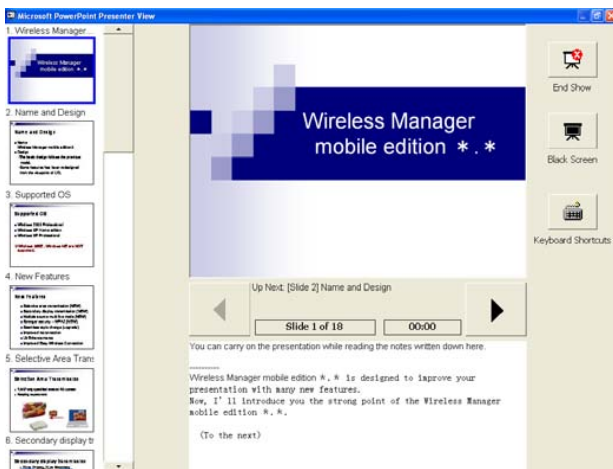 Microsoft PowerPoint Presenter View
1. Wireless Manager
Wireless Manager
mobile edition *.*
2. Name and Design
Name and Design
Name
Design
3. Supported OS
Supported OS
4. New Features
New Features
5. Selective Area Trans
Selective Area Transmission
6. Secondary display tr
Secondary display transmission
Wireless Manager
mobile edition *.*
Up Next: [Slide 2] Name and Design
Slide 1 of 18
00:00
You can carry on the presentation while reading the notes written down here.
Wireless Manager mobile edition *.* is designed to improve your
presentation with many new features.
Now, I'll introduce you the strong point of the Wireless Manager
mobile edition *.*.
(To the next)
End Show
Black Screen
Keyboard Shortcuts